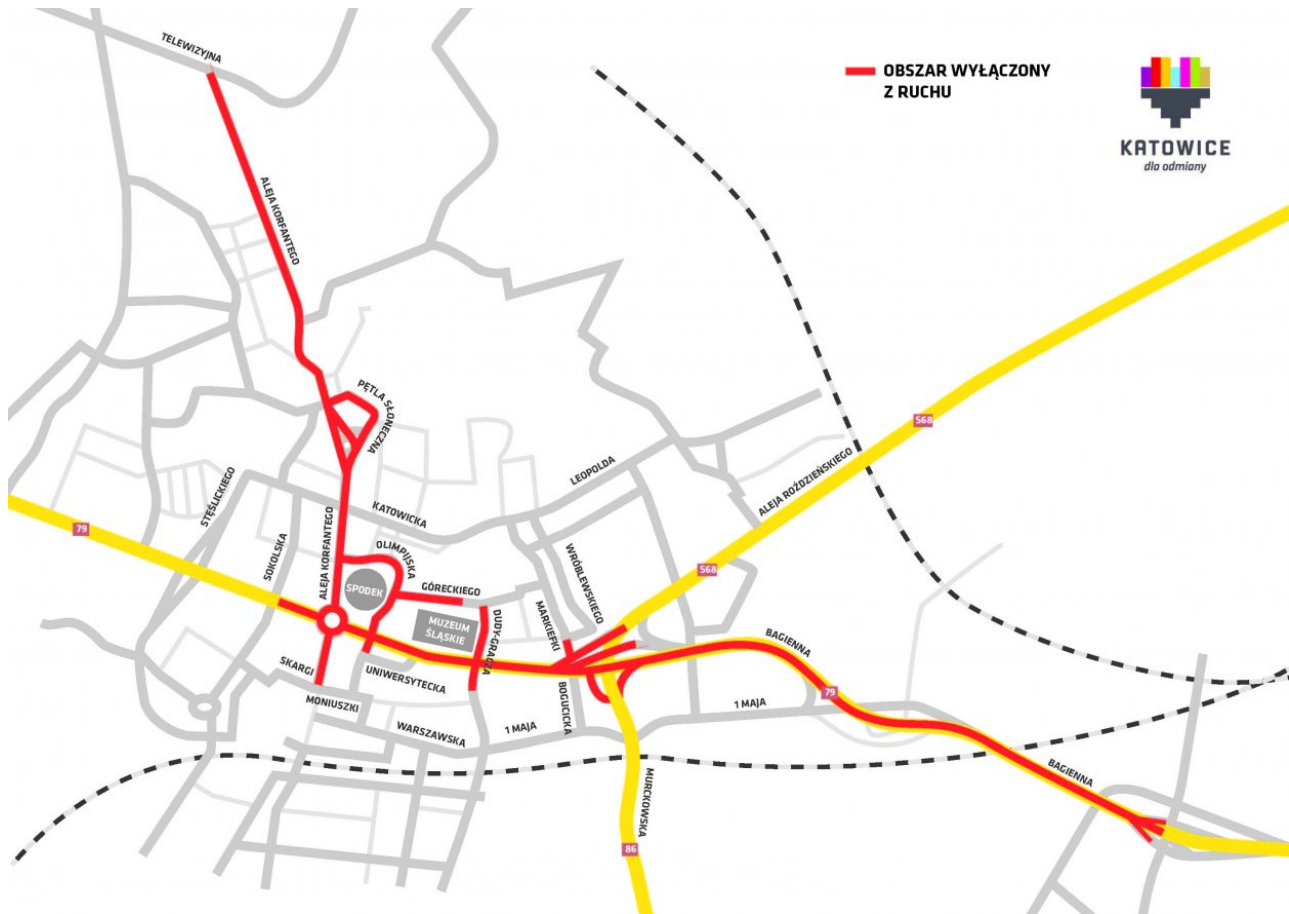 TELEWIZYJNA
OBSZAR WYŁĄCZONY
Z RUCHU
KATOWICE
dla odmiany
ALEJA KORFANTEGO
PĘTLA SŁONECZNA
S68
LEOPOLDA
ALEJA ROŹDZIEŃSKIEGO
STĘŚLICKIEGO
KATOWICKA
79
SOKOLSKA
ALEJA KORFANTEGO
OLIMPIJSKA
WRÓBLEWSKIEGO
S68
SPODEK
GÓRECKIEGO
MUZEUM
ŚLĄSKIE
DUDY-GRACZA
MARKIEFKI
BAGIENNA
SKARGI
UNIWERSYTECKA
BOGUCICKA
79
MONIUSZKI
WARSZAWSKA
1 MAJA
1 MAJA
MURCKOWSKA
BAGIENNA
86